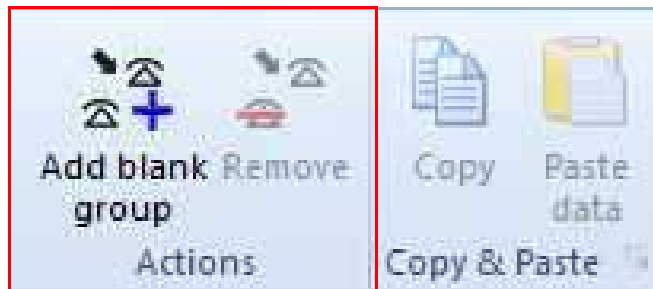 Add blank group
Remove
Copy
Paste data
Actions
Copy & Paste